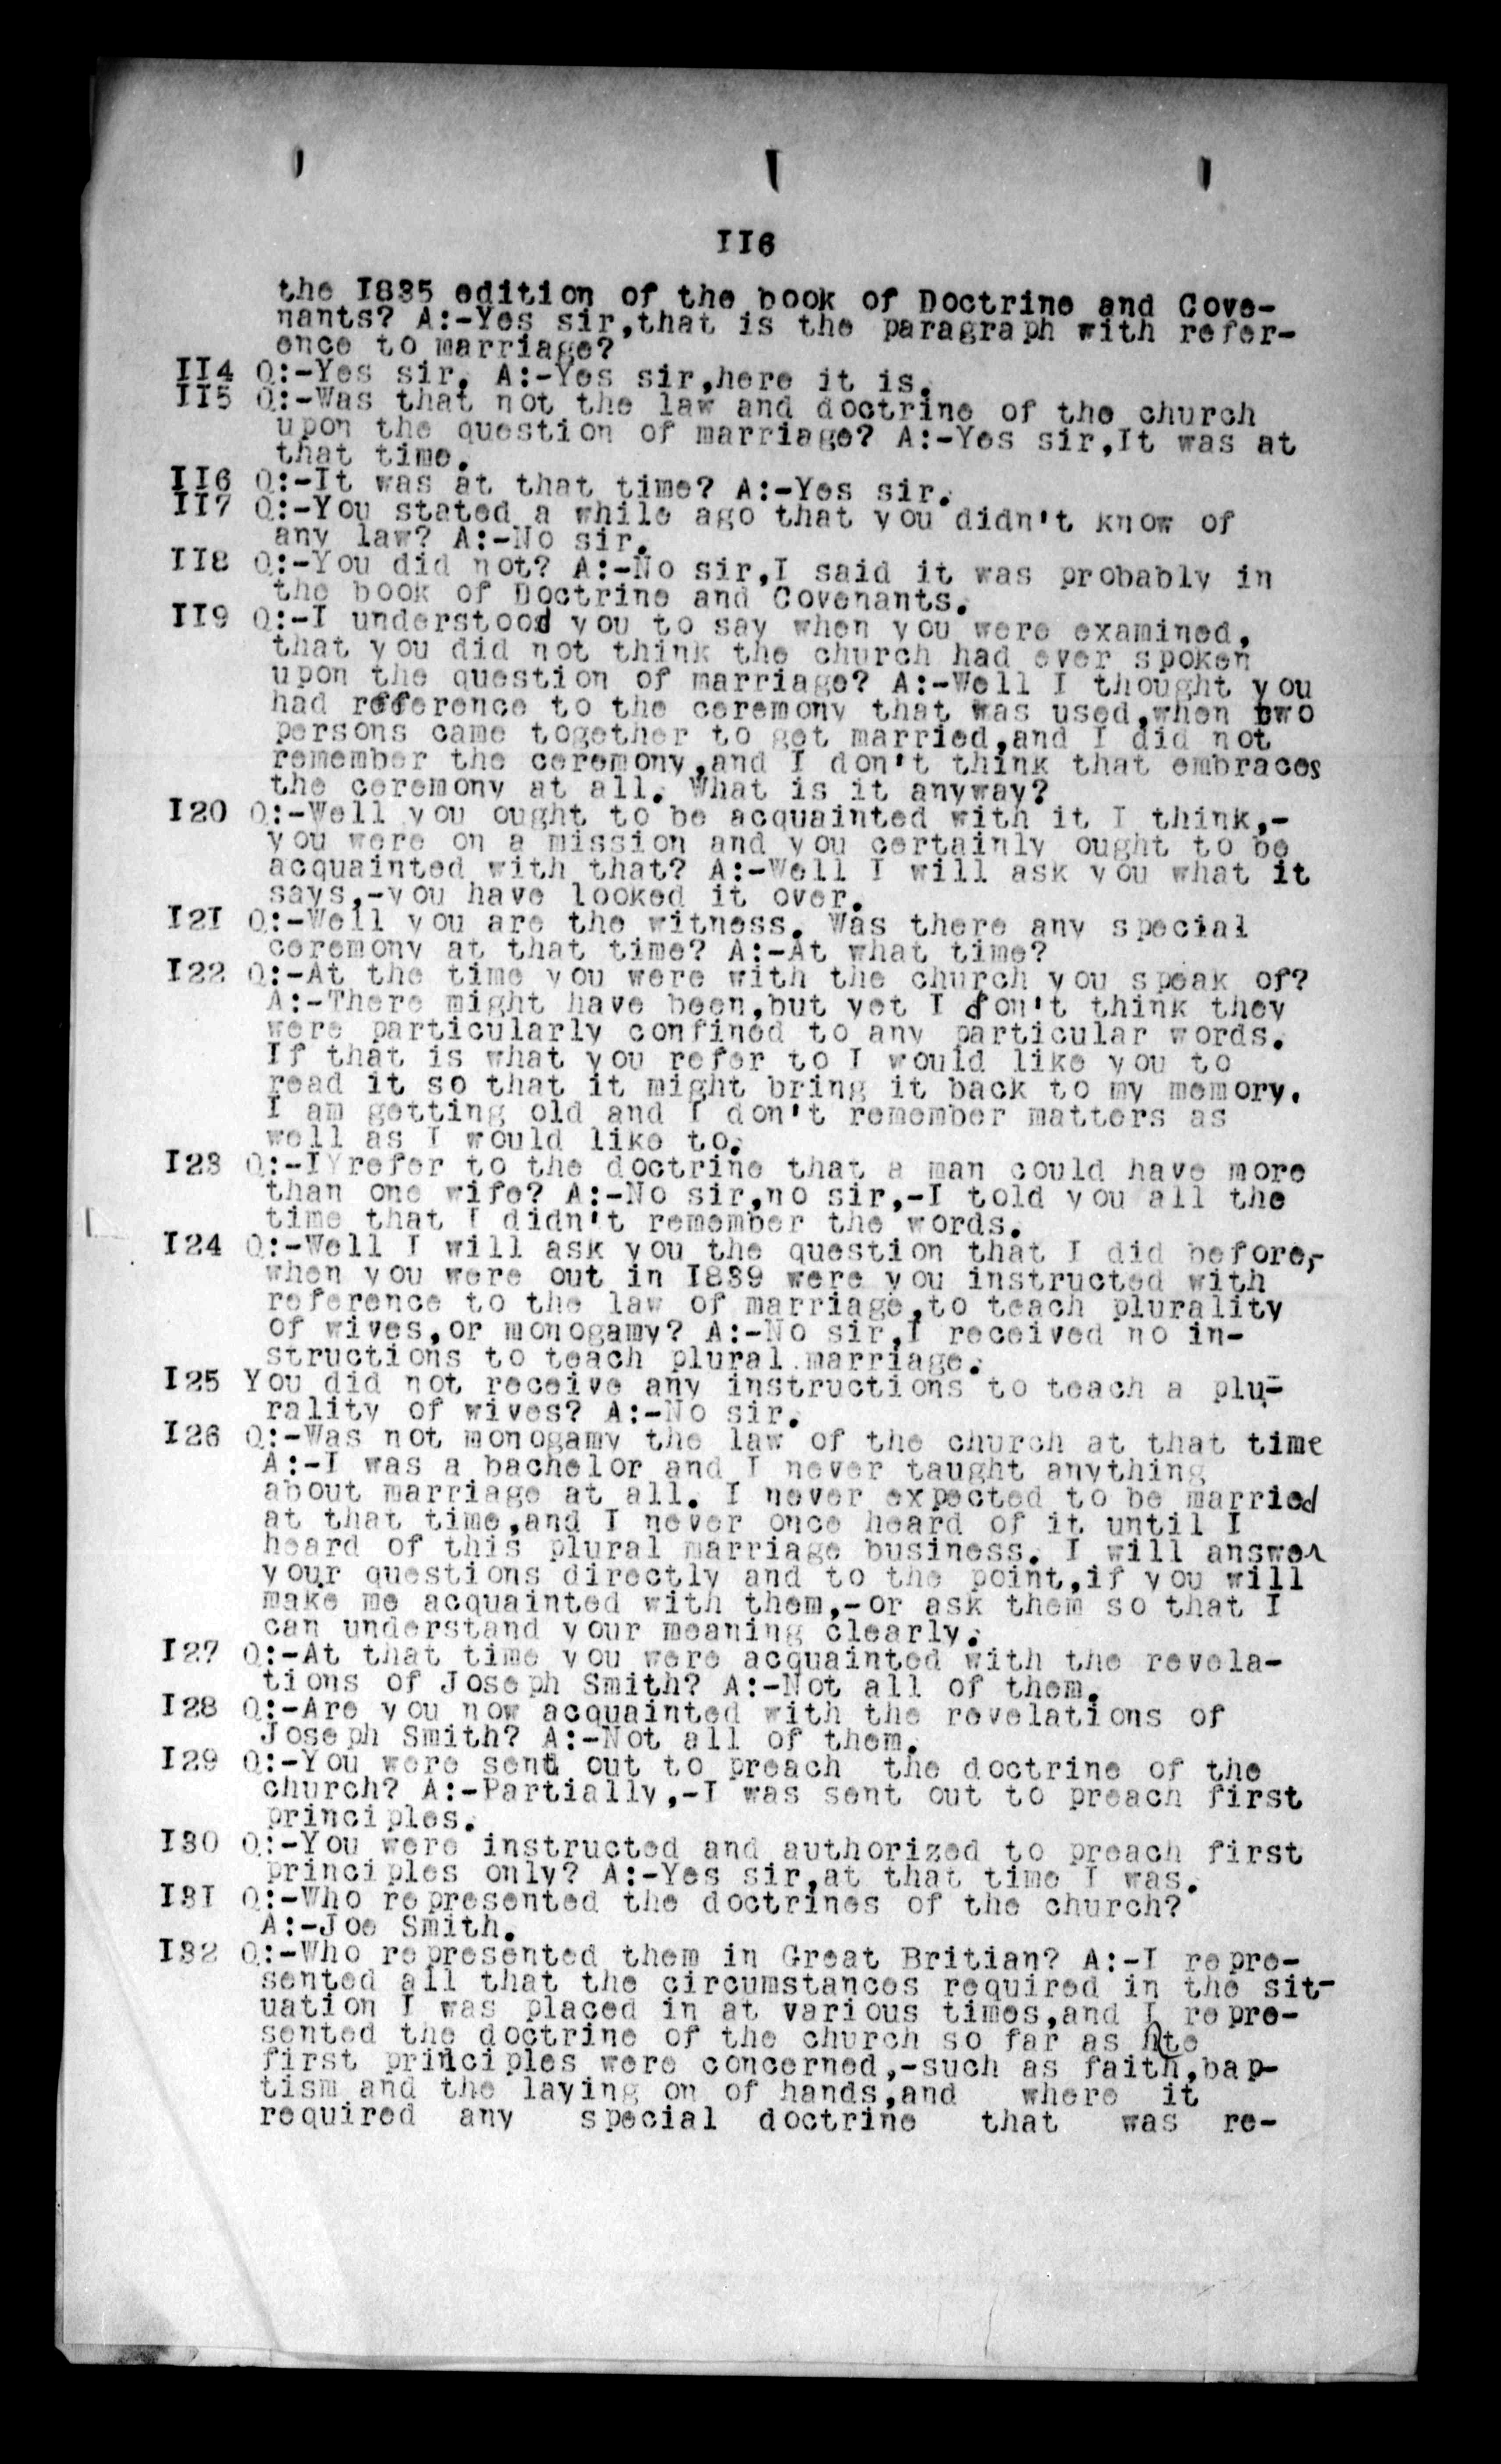 II6
the I835 edition of the book of Doctrine and Cove-
nants? A:-Yes sir,that is the paragraph with refer-
ence to marriage?
II4 Q:-Yes sir. A:-Yes sir,here it is.
II5 Q:-Was that not the law and doctrine of the church
upon the question of marriage? A:-Yes sir,It was at
that time.
II6 Q:-It was at that time? A:-Yes sir.
II7 Q:-You stated a while ago that you didn't know of
any law? A:-No sir.
II8 Q:-You did not? A:-No sir,I said it was probably in
the book of Doctrine and Covenants.
II9 Q:-I understood you to say when you were examined,
that you did not think the church had ever spoken
upon the question of marriage? A:-Well I thought you
had refference to the ceremony that was used,when two
persons came together to get married,and I did not
remember the ceremony,and I don't think that embraces
the ceremony at all. What is it anyway?
I20 Q:-Well you ought to be acquainted with it I think,-
you were on a mission and you certainly ought to be
acquainted with that? A:-Well I will ask you what it
says,-you have looked it over.
I2I Q:-Well you are the witness. Was there any special
ceremony at that time? A:-At what time?
I22 Q:-At the time you were with the church you speak of?
A:-There might have been,but yet I don't think they
were particularly confined to any particular words.
If that is what you refer to I would like you to
read it so that it might bring it back to my memory.
I am getting old and I don't remember matters as
well as I would like to.
I23 Q:-I refer to the doctrine that a man could have more
than one wife? A:-No sir,no sir,-I told you all the
time that I didn't remember the words.
I24 Q:-Well I will ask you the question that I did before,-
when you were out in I839 were you instructed with
reference to the law of marriage,to teach plurality
of wives,or monogamy? A:-No sir,I received no in-
structions to teach plural marriage.
I25 You did not receive any instructions to teach a plu-
rality of wives? A:-No sir.
I26 Q:-Was not monogamy the law of the church at that time
A:-I was a bachelor and I never taught anything
about marriage at all. I never expected to be married
at that time,and I never once heard of it until I
heard of this plural marriage business. I will answer
your questions directly and to the point,if you will
make me acquainted with them,-or ask them so that I
can understand your meaning clearly.
I27 Q:-At that time you were acquainted with the revela-
tions of Joseph Smith? A:-Not all of them.
I28 Q:-Are you now acquainted with the revelations of
Joseph Smith? A:-Not all of them.
I29 Q:-You were sent out to preach the doctrine of the
church? A:-Partially,-I was sent out to preach first
principles.
I30 Q:-You were instructed and authorized to preach first
principles only? A:-Yes sir,at that time I was.
I3I Q:-Who represented the doctrines of the church?
A:-Joe Smith.
I32 Q:-Who represented them in Great Britian? A:-I repre-
sented all that the circumstances required in the sit-
uation I was placed in at various times,and I repre-
sented the doctrine of the church so far as hte
first principles were concerned,-such as faith,bap-
tism and the laying on of hands,and where it
required any special doctrine that was re-